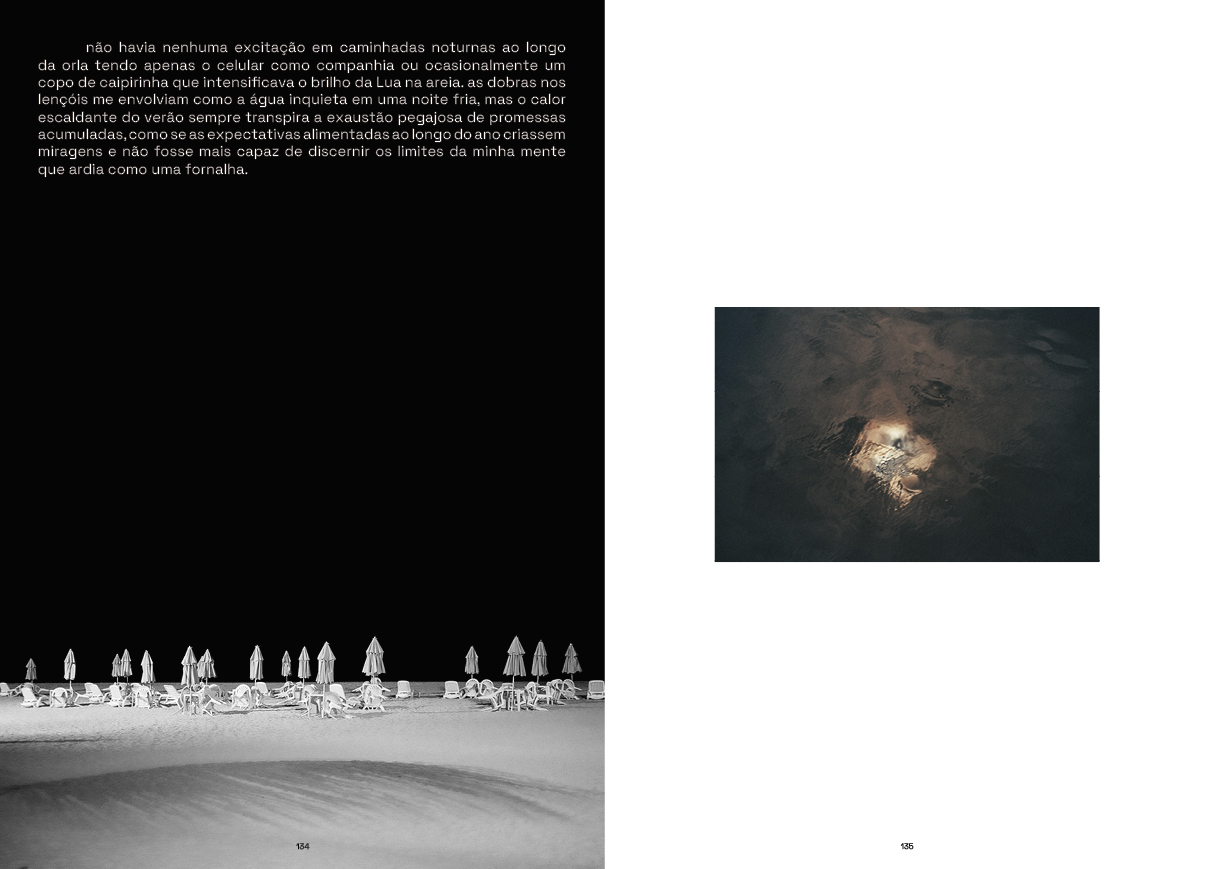 não havia nenhuma excitação em caminhadas noturnas ao longo
da orla tendo apenas o celular como companhia ou ocasionalmente um
copo de caipirinha que intensificava o brilho da Lua na areia. as dobras nos
lençóis me envolviam como a água inquieta em uma noite fria, mas o calor
escaldante do verão sempre transpira a exaustão pegajosa de promessas
acumuladas, como se as expectativas alimentadas ao longo do ano criassem
miragens e não fosse mais capaz de discernir os limites da minha mente
que ardia como uma fornalha.
134
135